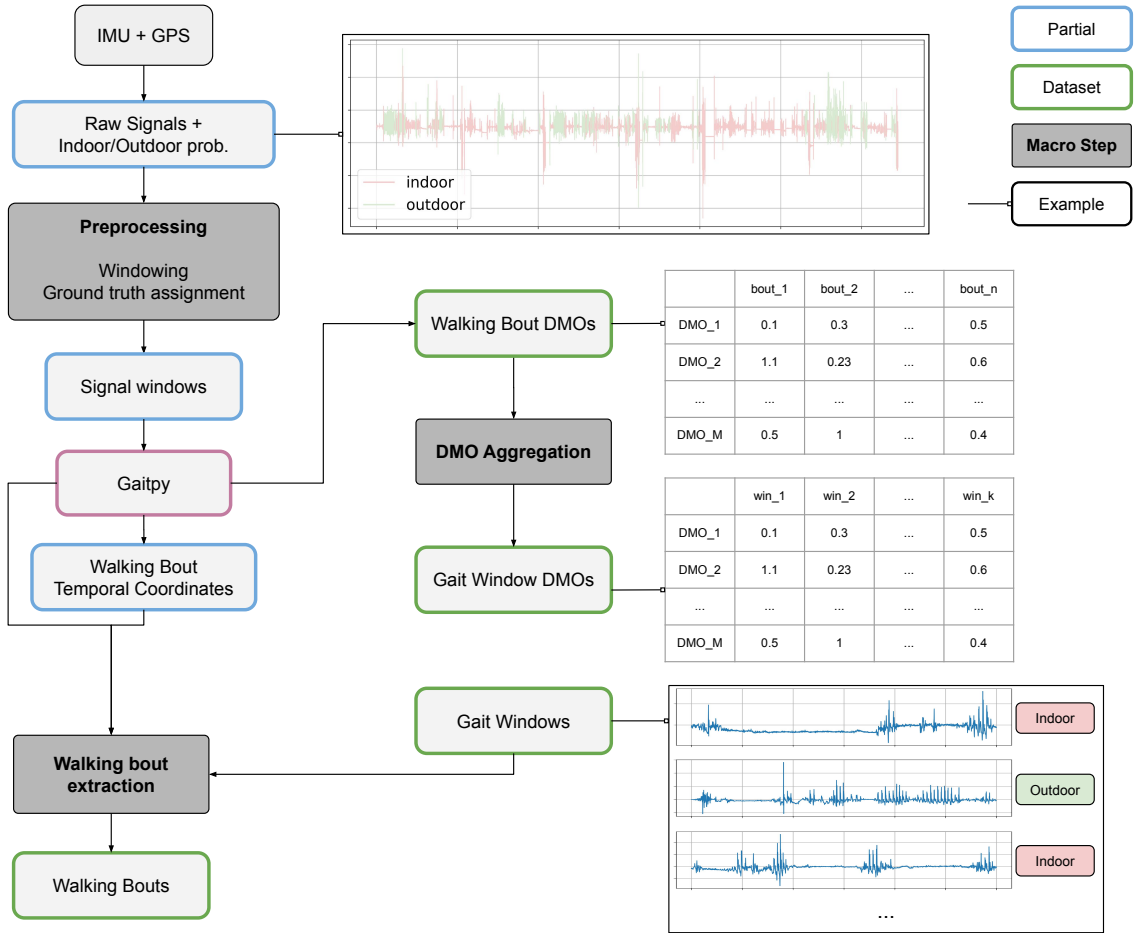 IMU + GPS
Raw Signals +
Indoor/Outdoor prob.
indoor
outdoor
Partial
Dataset
Macro Step
Example
Preprocessing
Windowing
Ground truth assignment
Signal windows
Gaitpy
Walking Bout
Temporal Coordinates
Walking bout
extraction
Walking Bouts
Walking Bout DMOs
DMO Aggregation
Gait Window DMOs
Gait Windows
bout_1 bout_2 ... bout_n
DMO_1 0.1 0.3 ... 0.5
DMO_2 1.1 0.23 ... 0.6
... ... ... ... ...
DMO_M 0.5 1 ... 0.4
win_1 win_2 ... win_k
DMO_1 0.1 0.3 ... 0.5
DMO_2 1.1 0.23 ... 0.6
... ... ... ... ...
DMO_M 0.5 1 ... 0.4
Indoor
Outdoor
Indoor
...